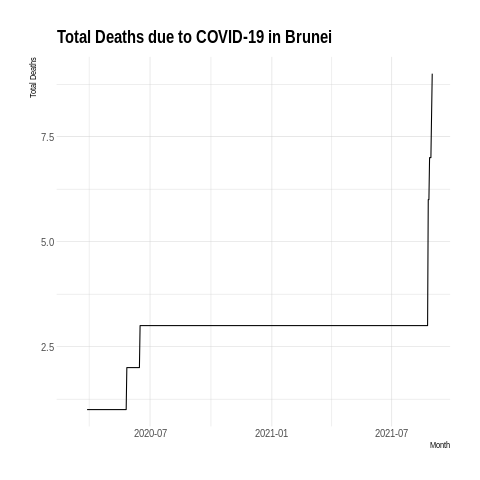 Total Deaths due to COVID-19 in Brunei
Total Deaths
7.5
5.0
2.5
2020-07
2021-01
2021-07
Month